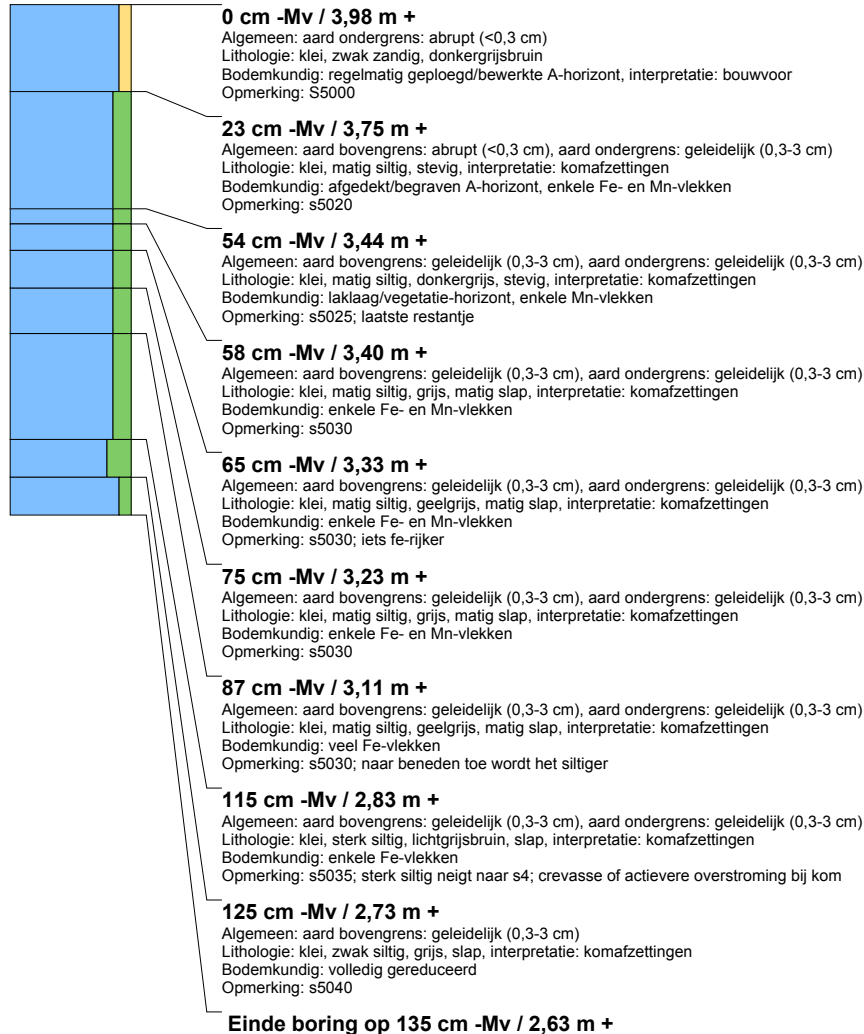 0 cm -Mv / 3,98 m +
Algemeen: aard ondergrens: abrupt (<0,3 cm)
Lithologie: klei, zwak zandig, donkergrijsbruin
Bodemkundig: regelmatig geploegd/bewerkte A-horizont, interpretatie: bouwvoor
Opmerking: S5000
23 cm -Mv / 3,75 m +
Algemeen: aard bovengrens: abrupt (<0,3 cm), aard ondergrens: geleidelijk (0,3-3 cm)
Lithologie: klei, matig siltig, stevig, interpretatie: komafzettingen
Bodemkundig: afgedekt/begraven A-horizont, enkele Fe- en Mn-vlekken
Opmerking: s5020
54 cm -Mv / 3,44 m +
Algemeen: aard bovengrens: geleidelijk (0,3-3 cm), aard ondergrens: geleidelijk (0,3-3 cm)
Lithologie: klei, matig siltig, donkergrijs, stevig, interpretatie: komafzettingen
Bodemkundig: laklaag/vegetatie-horizont, enkele Mn-vlekken
Opmerking: s5025; laatste restantje
58 cm -Mv / 3,40 m +
Algemeen: aard bovengrens: geleidelijk (0,3-3 cm), aard ondergrens: geleidelijk (0,3-3 cm)
Lithologie: klei, matig siltig, grijs, matig slap, interpretatie: komafzettingen
Bodemkundig: enkele Fe- en Mn-vlekken
Opmerking: s5030
65 cm -Mv / 3,33 m +
Algemeen: aard bovengrens: geleidelijk (0,3-3 cm), aard ondergrens: geleidelijk (0,3-3 cm)
Lithologie: klei, matig siltig, geelgrijs, matig slap, interpretatie: komafzettingen
Bodemkundig: enkele Fe- en Mn-vlekken
Opmerking: s5030; iets fe-rijker
75 cm -Mv / 3,23 m +
Algemeen: aard bovengrens: geleidelijk (0,3-3 cm), aard ondergrens: geleidelijk (0,3-3 cm)
Lithologie: klei, matig siltig, grijs, matig slap, interpretatie: komafzettingen
Bodemkundig: enkele Fe- en Mn-vlekken
Opmerking: s5030
87 cm -Mv / 3,11 m +
Algemeen: aard bovengrens: geleidelijk (0,3-3 cm), aard ondergrens: geleidelijk (0,3-3 cm)
Lithologie: klei, matig siltig, geelgrijs, matig slap, interpretatie: komafzettingen
Bodemkundig: veel Fe-vlekken
Opmerking: s5030; naar beneden toe wordt het siltiger
115 cm -Mv / 2,83 m +
Algemeen: aard bovengrens: geleidelijk (0,3-3 cm), aard ondergrens: geleidelijk (0,3-3 cm)
Lithologie: klei, sterk siltig, lichtgrijsbruin, slap, interpretatie: komafzettingen
Bodemkundig: enkele Fe-vlekken
Opmerking: s5035; sterk siltig neigt naar s4; crevasse of actievere overstroming bij kom
125 cm -Mv / 2,73 m +
Algemeen: aard bovengrens: geleidelijk (0,3-3 cm)
Lithologie: klei, zwak siltig, grijs, slap, interpretatie: komafzettingen
Bodemkundig: volledig gereduceerd
Opmerking: s5040
Einde boring op 135 cm -Mv / 2,63 m +